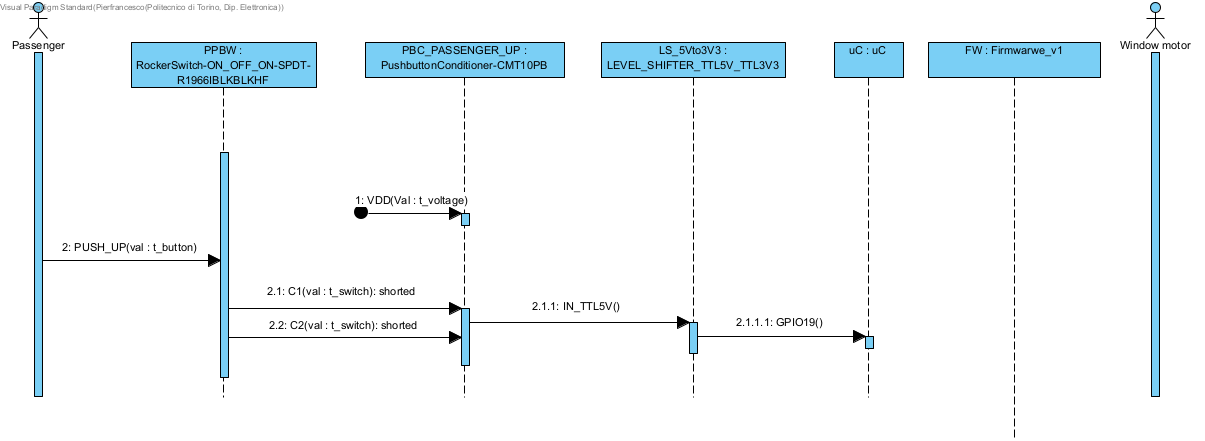 Visual Paradigm Standard(Pierfrancesco(Politecnico di Torino, Dip. Elettronica))
Passenger
Window motor
PPBW :
RockerSwitch-ON_OFF_ON-SPDT-
R1966IBLKBLKHF
PBC_PASSENGER_UP :
PushbuttonConditioner-CMT10PB
LS_5Vto3V3 :
LEVEL_SHIFTER_TTL5V_TTL3V3
uC : uC
FW : Firmwarwe_v1
1: VDD(Val : t_voltage)
2: PUSH_UP(val : t_button)
2.1: C1(val : t_switch): shorted
2.1.1: IN_TTL5V()
2.2: C2(val : t_switch): shorted
2.1.1.1: GPIO19()